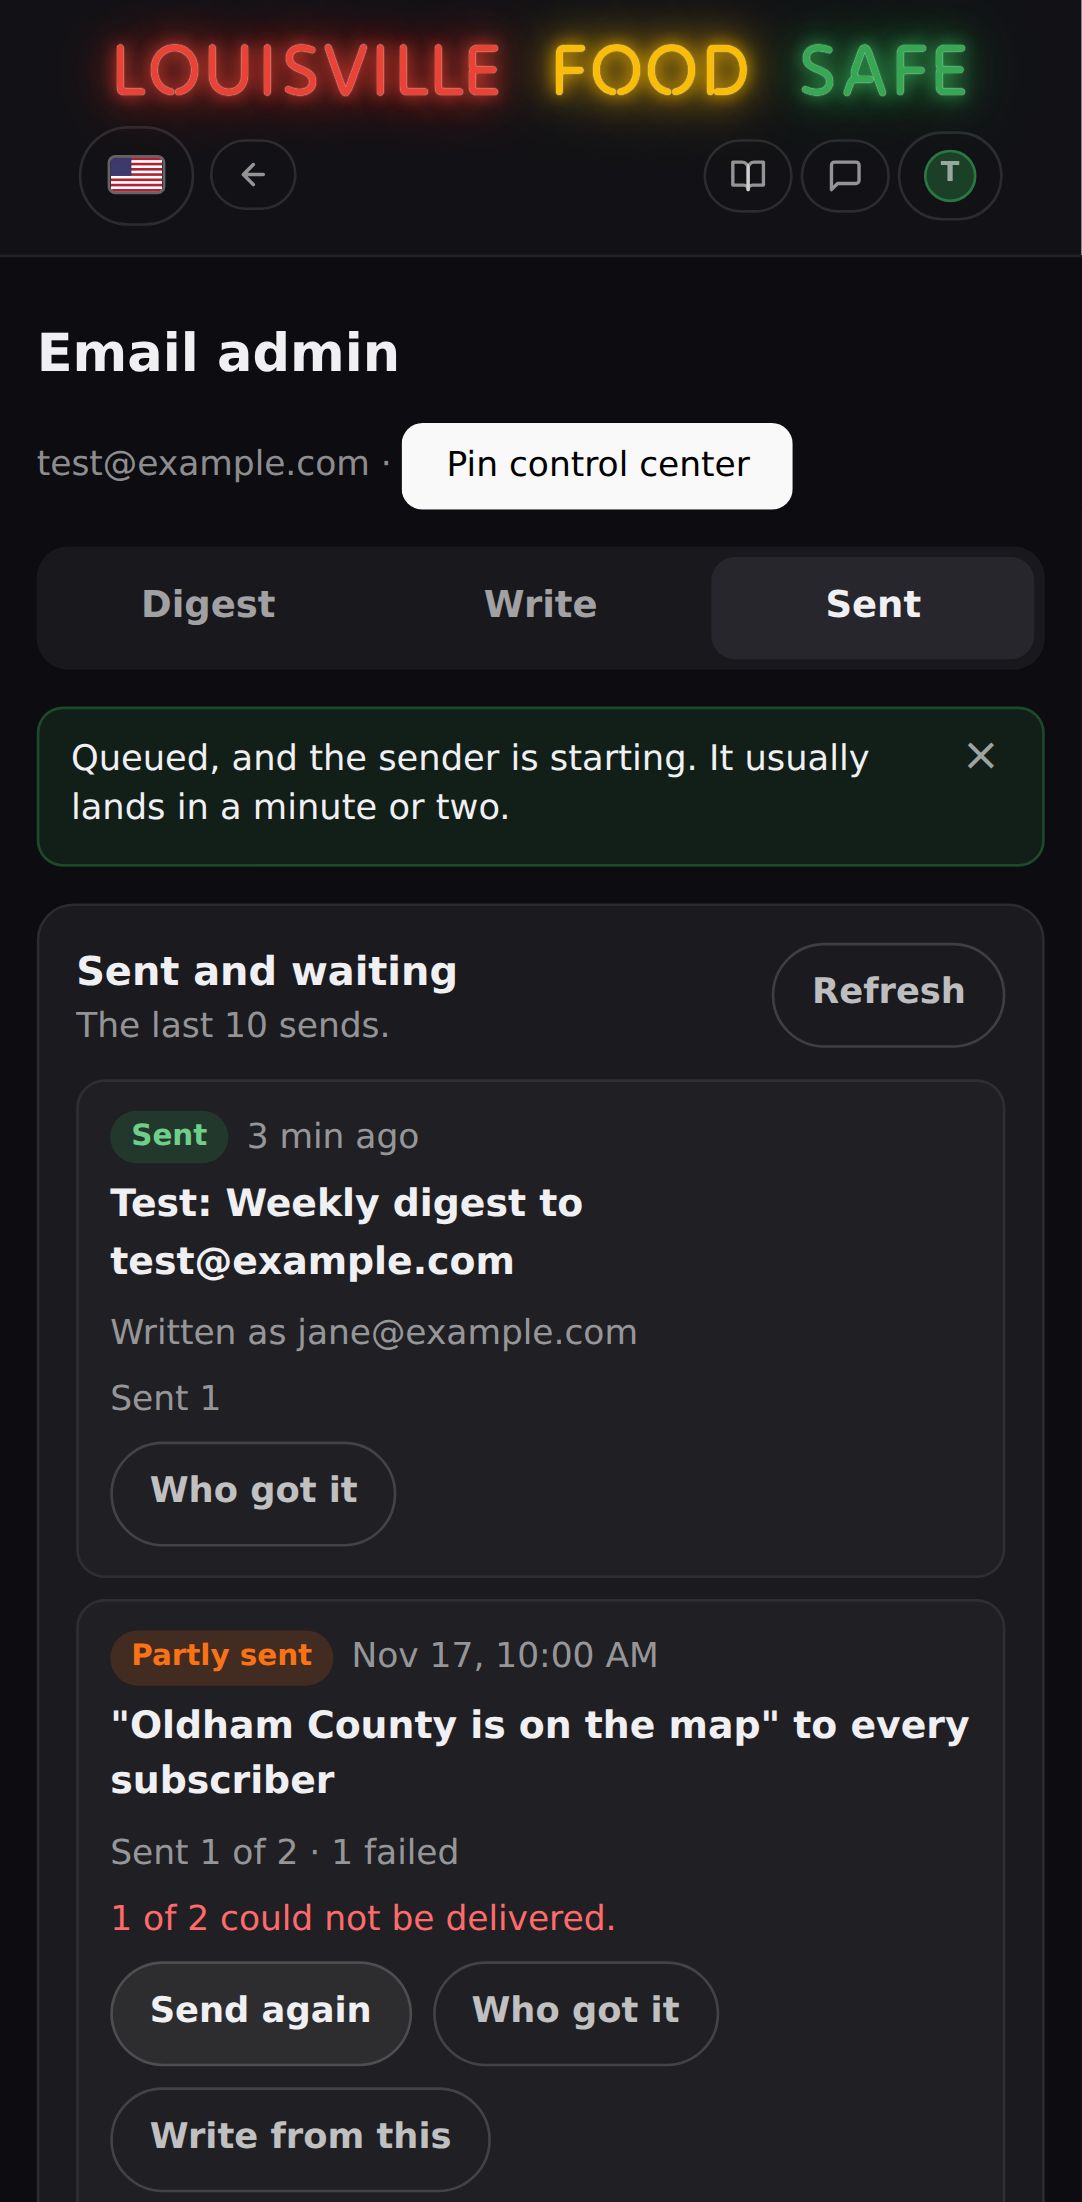 LOUISVILLE FOOD SAFE
T
Email admin
test@example.com · Pin control center
Digest Write Sent
Queued, and the sender is starting. It usually
lands in a minute or two.
Sent and waiting
Refresh
The last 10 sends.
Sent 3 min ago
Test: Weekly digest to
test@example.com
Written as jane@example.com
Sent 1
Who got it
Partly sent Nov 17, 10:00 AM
"Oldham County is on the map" to every
subscriber
Sent 1 of 2 · 1 failed
1 of 2 could not be delivered.
Send again Who got it
Write from this